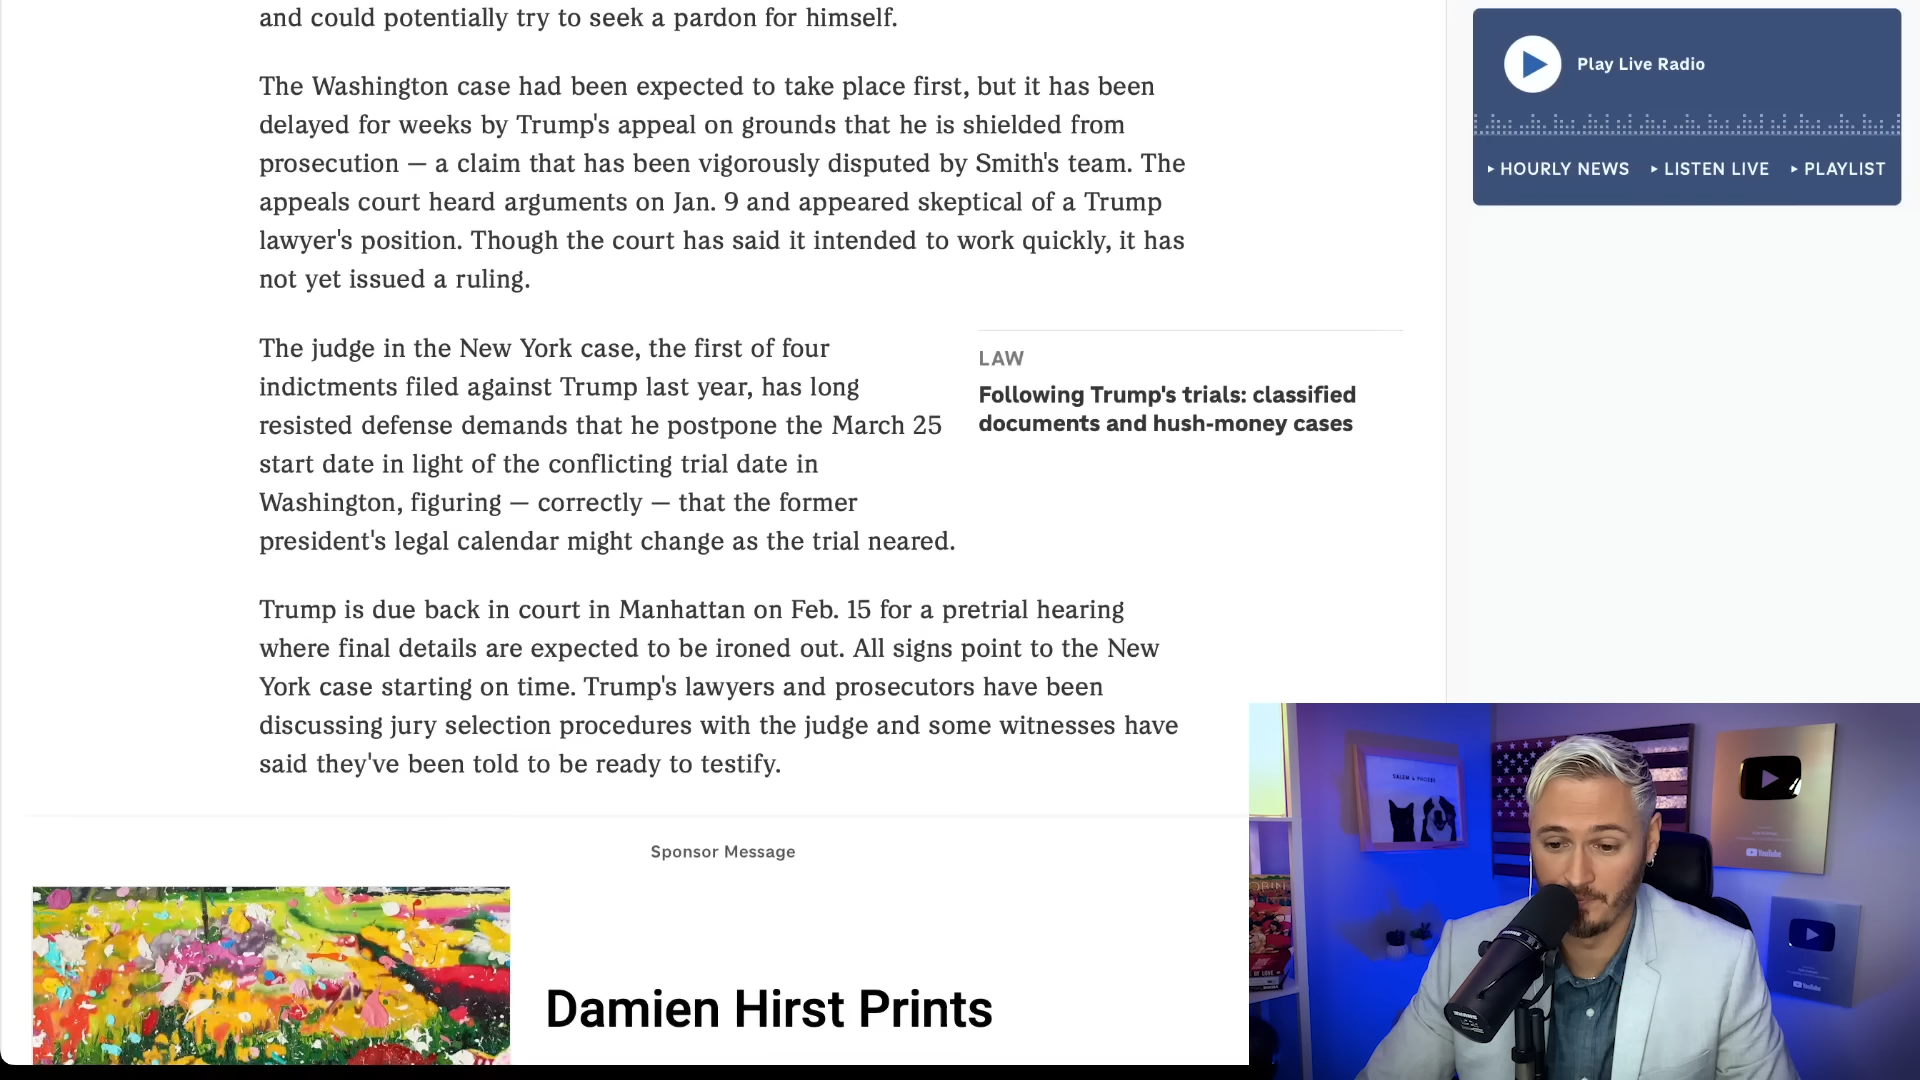 and could potentially try to seek a pardon for himself.
The Washington case had been expected to take place first, but it has been
delayed for weeks by Trump's appeal on grounds that he is shielded from
prosecution — a claim that has been vigorously disputed by Smith's team. The
appeals court heard arguments on Jan. 9 and appeared skeptical of a Trump
lawyer's position. Though the court has said it intended to work quickly, it has
not yet issued a ruling.
The judge in the New York case, the first of four
indictments filed against Trump last year, has long
resisted defense demands that he postpone the March 25
start date in light of the conflicting trial date in
Washington, figuring — correctly — that the former
president's legal calendar might change as the trial neared.
LAW
Following Trump's trials: classified
documents and hush-money cases
Trump is due back in court in Manhattan on Feb. 15 for a pretrial hearing
where final details are expected to be ironed out. All signs point to the New
York case starting on time. Trump's lawyers and prosecutors have been
discussing jury selection procedures with the judge and some witnesses have
said they've been told to be ready to testify.
Sponsor Message
Damien Hirst Prints
Play Live Radio
HOURLY NEWS
LISTEN LIVE
PLAYLIST
SALEM & PHOEBE
YouTube
YouTube